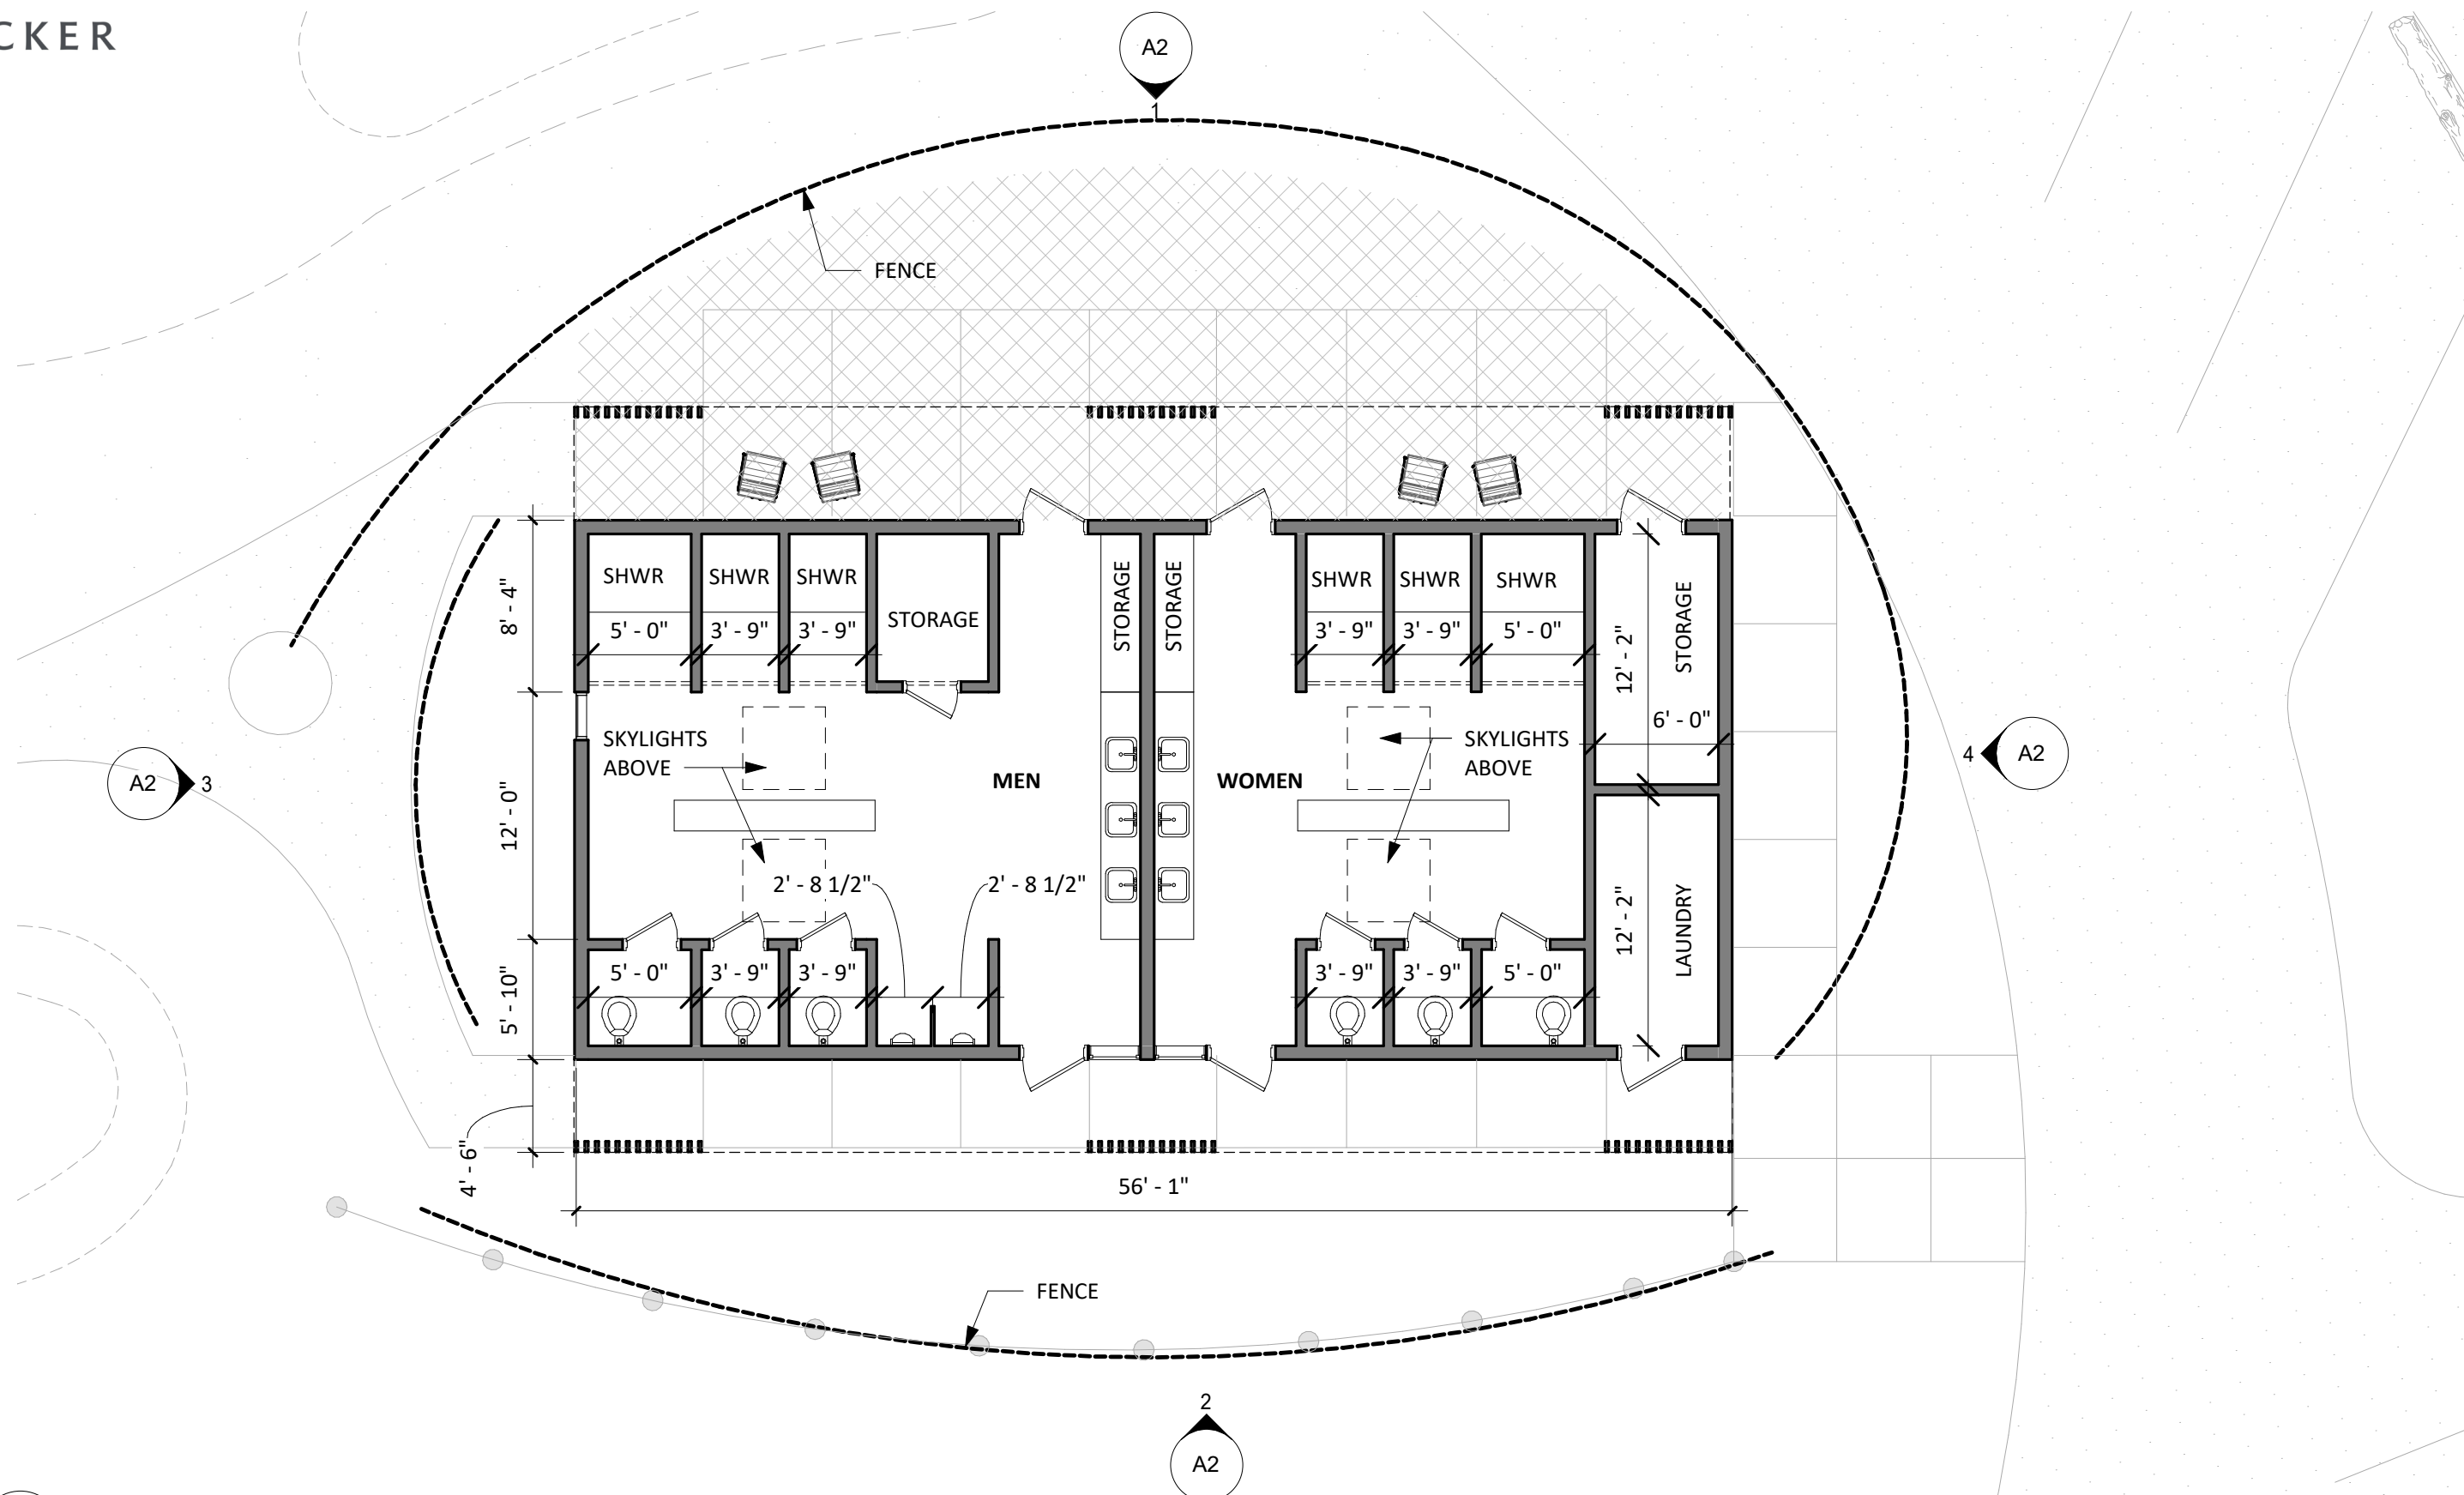 CKER
A2
1
FENCE
SHWR
SHWR
SHWR
STORAGE
STORAGE
STORAGE
SHWR
SHWR
SHWR
STORAGE
8' - 4"
5' - 0"
3' - 9"
3' - 9"
3' - 9"
3' - 9"
5' - 0"
12' - 2"
6' - 0"
SKYLIGHTS
ABOVE
MEN
WOMEN
SKYLIGHTS
ABOVE
A2
3
4
A2
12' - 0"
2' - 8 1/2"
2' - 8 1/2"
12' - 2"
LAUNDRY
5' - 10"
5' - 0"
3' - 9"
3' - 9"
3' - 9"
3' - 9"
5' - 0"
4' - 6"
56' - 1"
FENCE
2
A2